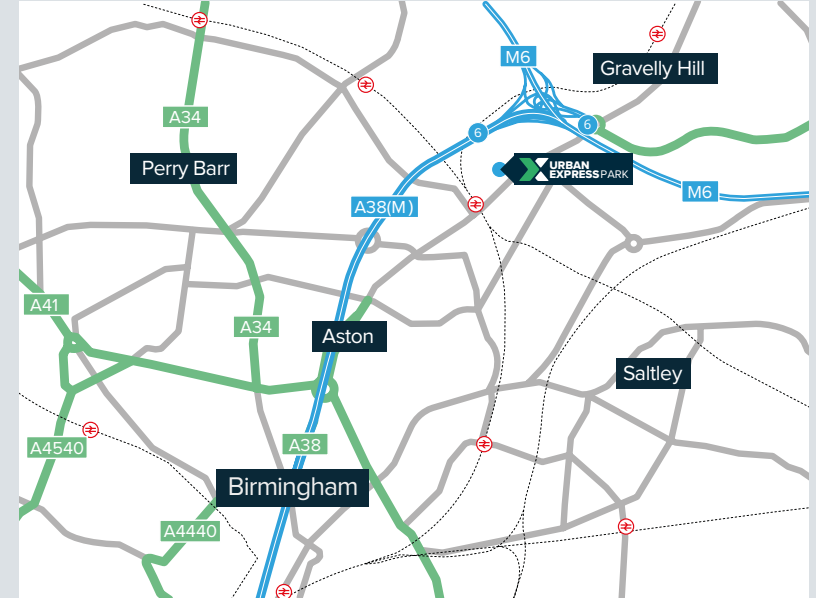 M6
Gravelly Hill
A34
6
6
Perry Barr
URBAN
EXPRESS PARK
M6
A38(M)
A41
A34
Aston
Saltley
A4540
A38
Birmingham
A4440